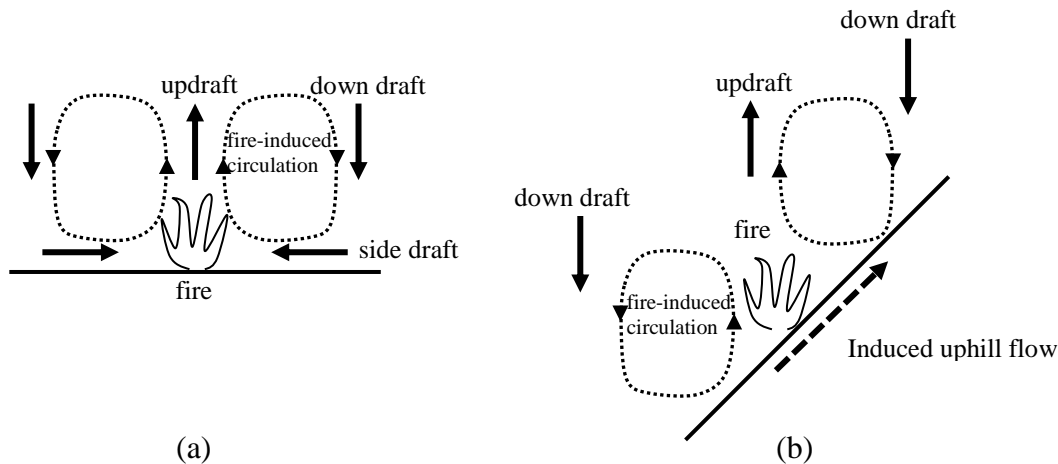 updraft
down draft
fire-induced
circulation
side draft
fire
(a)
down draft
updraft
down draft
fire
fire-induced
circulation
Induced uphill flow
(b)